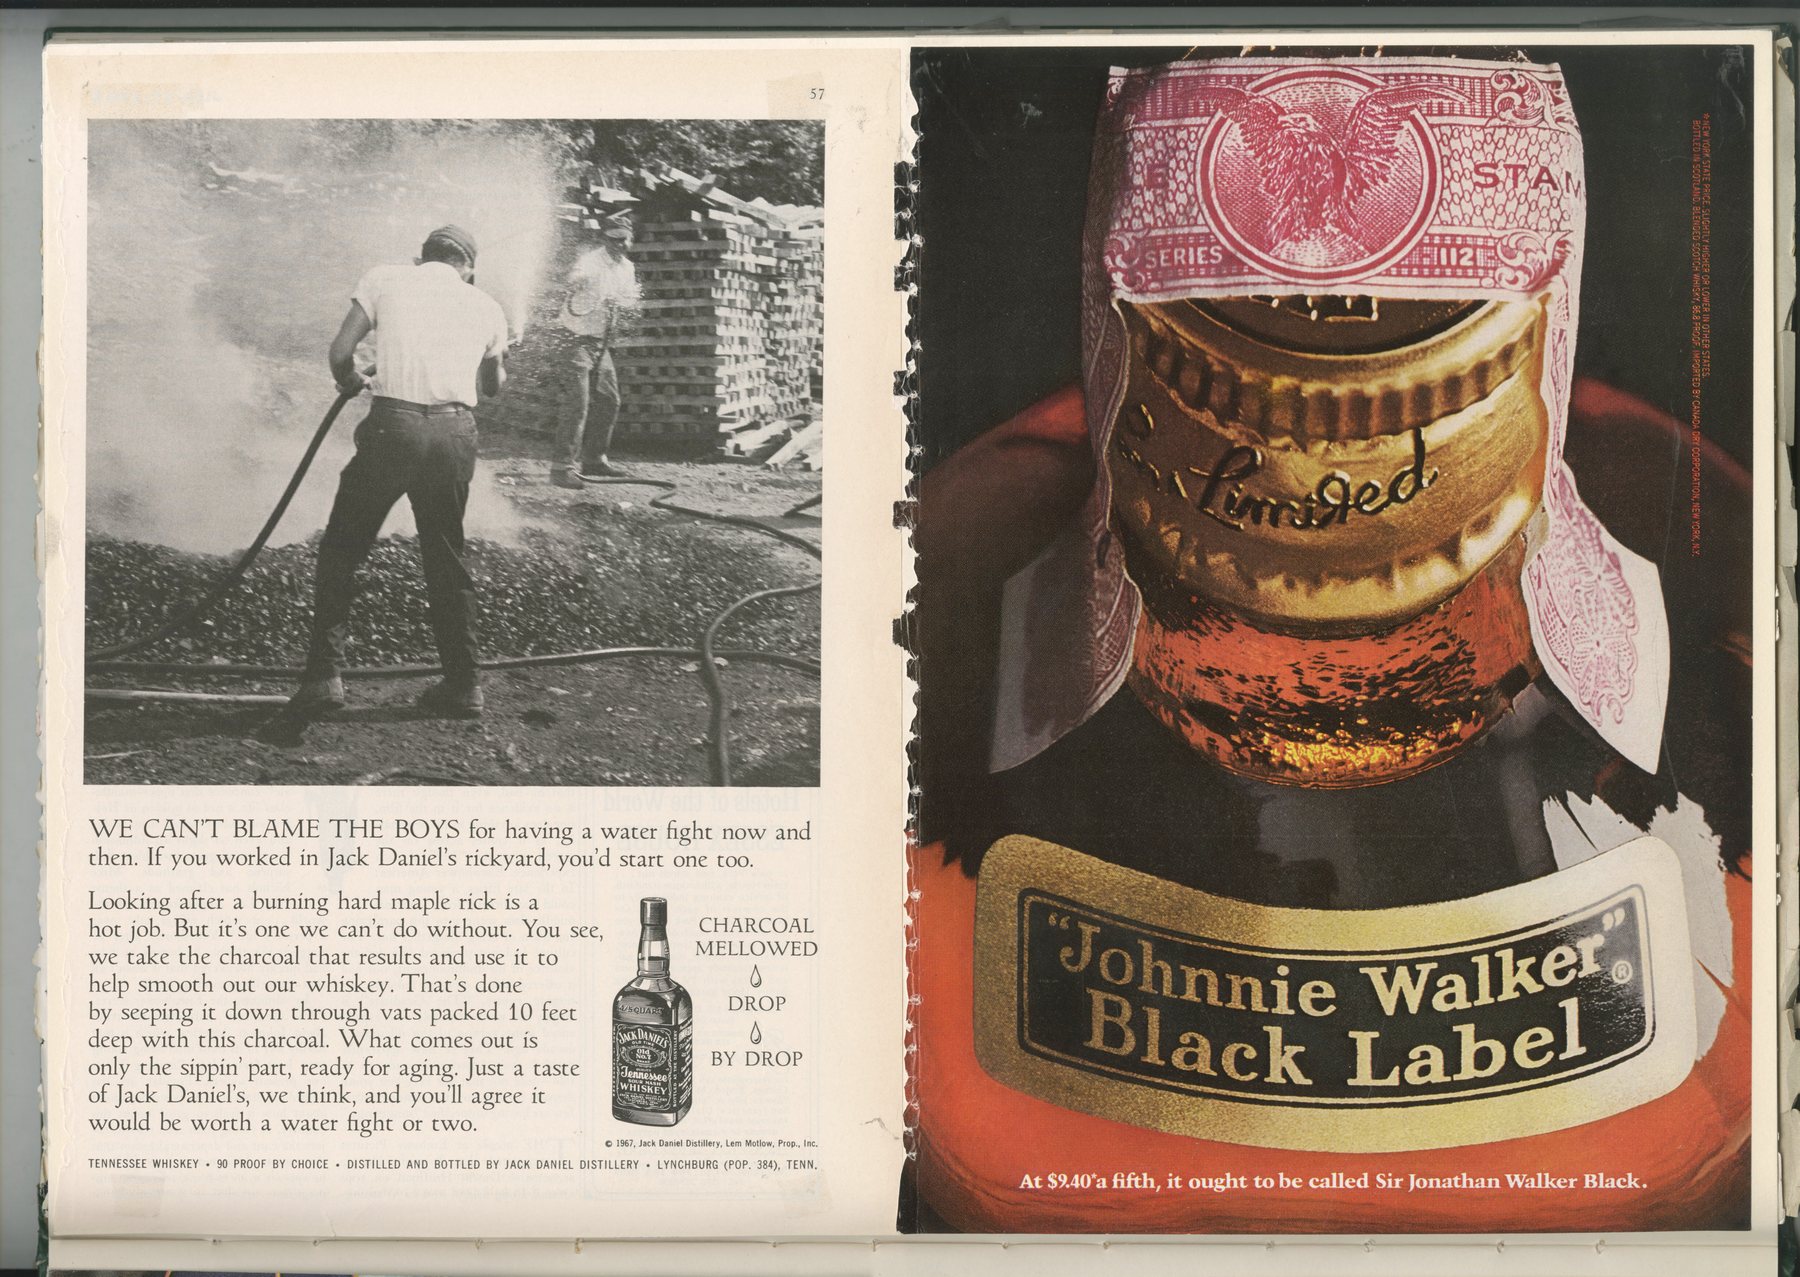 57
WE CAN'T BLAME THE BOYS for having a water fight now and
then. If you worked in Jack Daniel's rickyard, you'd start one too.
Looking after a burning hard maple rick is a
hot job. But it's one we can't do without. You see,
we take the charcoal that results and use it to
help smooth out our whiskey. That's done
by seeping it down through vats packed 10 feet
deep with this charcoal. What comes out is
only the sippin' part, ready for aging. Just a taste
of Jack Daniel's, we think, and you'll agree it
would be worth a water fight or two.
4/5 QUART
JACK DANIEL'S
OLD TIME
Old
No. 7
Tennessee
SOUR MASH
WHISKEY
CHARCOAL
MELLOWED
DROP
BY DROP
© 1967, Jack Daniel Distillery, Lem Motlow, Prop., Inc.
TENNESSEE WHISKEY • 90 PROOF BY CHOICE • DISTILLED AND BOTTLED BY JACK DANIEL DISTILLERY • LYNCHBURG (POP. 384), TENN.
E STAM
SERIES 112
Limited
*NEW YORK STATE PRICE. SLIGHTLY HIGHER OR LOWER IN OTHER STATES.
BOTTLED IN SCOTLAND. BLENDED SCOTCH WHISKY, 86.8 PROOF. IMPORTED BY CANADA DRY CORPORATION, NEW YORK, N.Y.
"Johnnie Walker"®
Black Label
At $9.40* a fifth, it ought to be called Sir Jonathan Walker Black.